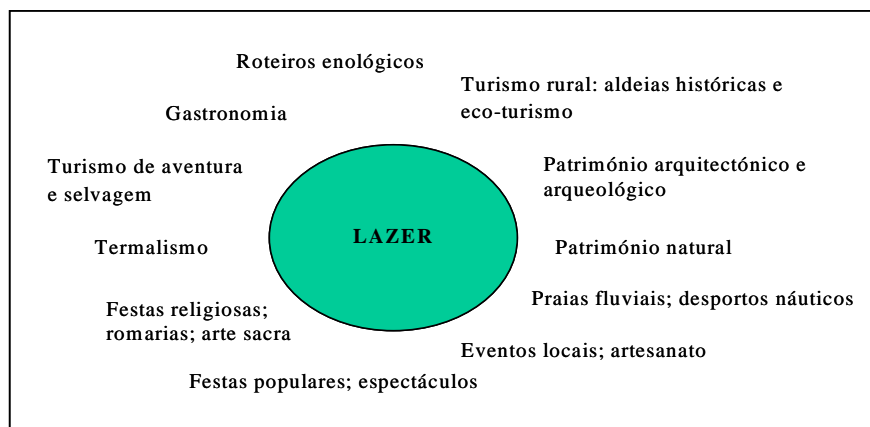 Roteiros enológicos
Turismo rural: aldeias históricas e
eco-turismo
Gastronomia
Turismo de aventura
e selvagem
Património arquitectónico e
arqueológico
LAZER
Termalismo
Património natural
Praias fluviais; desportos náuticos
Festas religiosas;
romarias; arte sacra
Eventos locais; artesanato
Festas populares; espectáculos